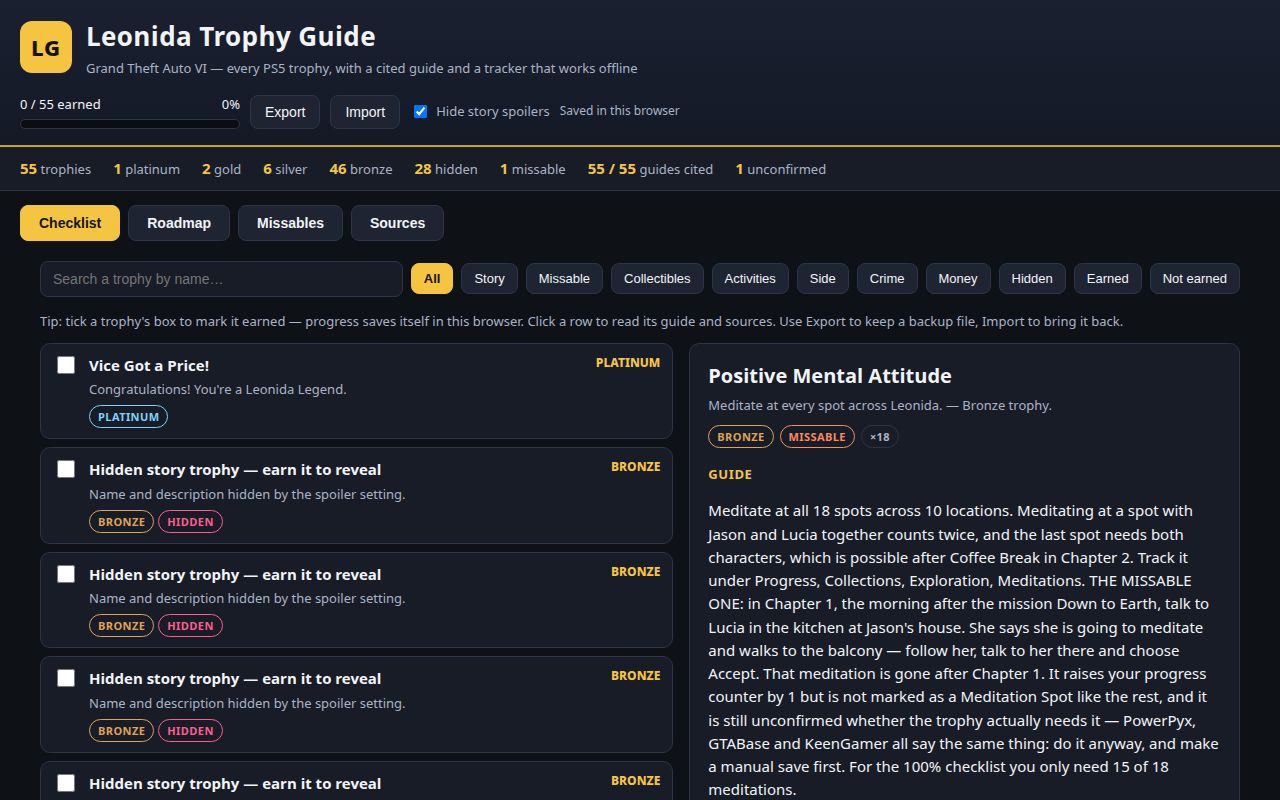 LG
Leonida Trophy Guide
Grand Theft Auto VI — every PS5 trophy, with a cited guide and a tracker that works offline
0 / 55 earned 0%
Export Import Hide story spoilers Saved in this browser
55 trophies 1 platinum 2 gold 6 silver 46 bronze 28 hidden 1 missable 55 / 55 guides cited 1 unconfirmed
Checklist Roadmap Missables Sources
Search a trophy by name… All Story Missable Collectibles Activities Side Crime Money Hidden Earned Not earned
Tip: tick a trophy's box to mark it earned — progress saves itself in this browser. Click a row to read its guide and sources. Use Export to keep a backup file, Import to bring it back.
Vice Got a Price! PLATINUM
Congratulations! You're a Leonida Legend.
PLATINUM
Hidden story trophy — earn it to reveal BRONZE
Name and description hidden by the spoiler setting.
BRONZE HIDDEN
Hidden story trophy — earn it to reveal BRONZE
Name and description hidden by the spoiler setting.
BRONZE HIDDEN
Hidden story trophy — earn it to reveal BRONZE
Name and description hidden by the spoiler setting.
BRONZE HIDDEN
Hidden story trophy — earn it to reveal BRONZE
Positive Mental Attitude
Meditate at every spot across Leonida. — Bronze trophy.
BRONZE MISSABLE ×18
GUIDE
Meditate at all 18 spots across 10 locations. Meditating at a spot with
Jason and Lucia together counts twice, and the last spot needs both
characters, which is possible after Coffee Break in Chapter 2. Track it
under Progress, Collections, Exploration, Meditations. THE MISSABLE
ONE: in Chapter 1, the morning after the mission Down to Earth, talk to
Lucia in the kitchen at Jason's house. She says she is going to meditate
and walks to the balcony — follow her, talk to her there and choose
Accept. That meditation is gone after Chapter 1. It raises your progress
counter by 1 but is not marked as a Meditation Spot like the rest, and it
is still unconfirmed whether the trophy actually needs it — PowerPyx,
GTABase and KeenGamer all say the same thing: do it anyway, and make
a manual save first. For the 100% checklist you only need 15 of 18
meditations.